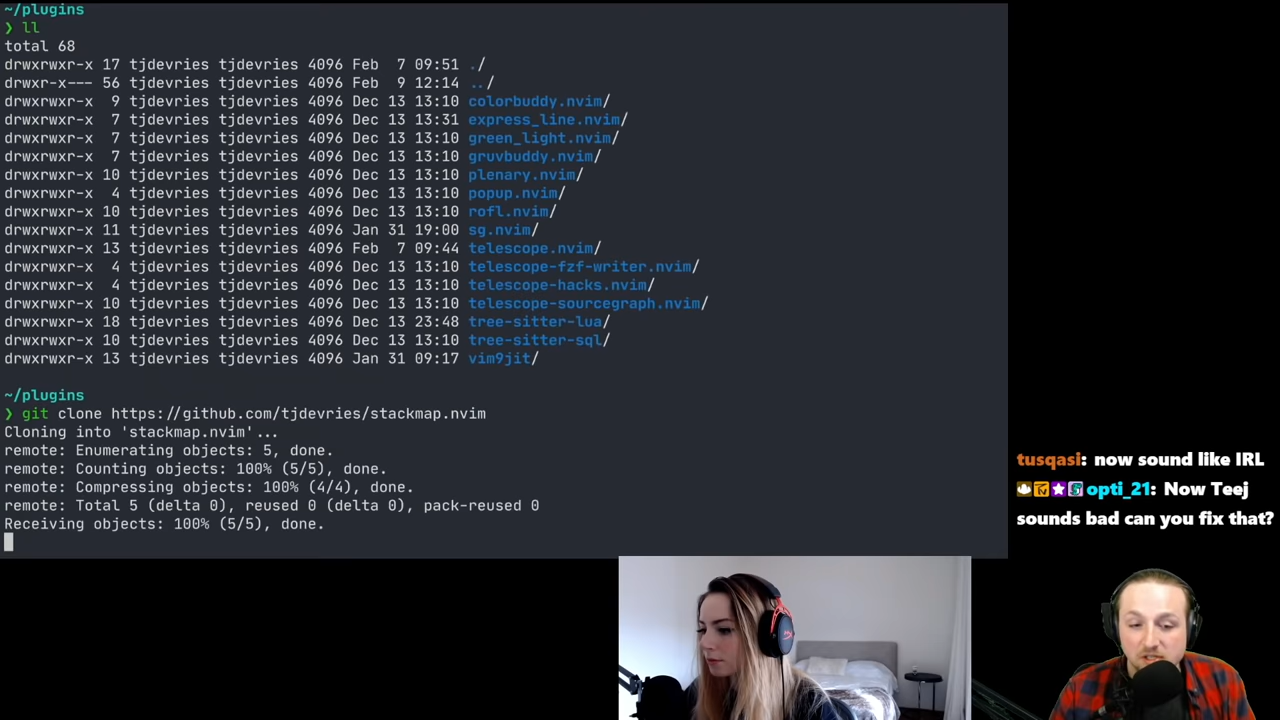 ~/plugins
❯ ll
total 68
drwxrwxr-x 17 tjdevries tjdevries 4096 Feb  7 09:51 ./
drwxr-x--- 56 tjdevries tjdevries 4096 Feb  9 12:14 ../
drwxrwxr-x  9 tjdevries tjdevries 4096 Dec 13 13:10 colorbuddy.nvim/
drwxrwxr-x  7 tjdevries tjdevries 4096 Dec 13 13:31 express_line.nvim/
drwxrwxr-x  7 tjdevries tjdevries 4096 Dec 13 13:10 green_light.nvim/
drwxrwxr-x  7 tjdevries tjdevries 4096 Dec 13 13:10 gruvbuddy.nvim/
drwxrwxr-x 10 tjdevries tjdevries 4096 Dec 13 13:10 plenary.nvim/
drwxrwxr-x  4 tjdevries tjdevries 4096 Dec 13 13:10 popup.nvim/
drwxrwxr-x 10 tjdevries tjdevries 4096 Dec 13 13:10 rofl.nvim/
drwxrwxr-x 11 tjdevries tjdevries 4096 Jan 31 19:00 sg.nvim/
drwxrwxr-x 13 tjdevries tjdevries 4096 Feb  7 09:44 telescope.nvim/
drwxrwxr-x  4 tjdevries tjdevries 4096 Dec 13 13:10 telescope-fzf-writer.nvim/
drwxrwxr-x  4 tjdevries tjdevries 4096 Dec 13 13:10 telescope-hacks.nvim/
drwxrwxr-x 10 tjdevries tjdevries 4096 Dec 13 13:10 telescope-sourcegraph.nvim/
drwxrwxr-x 18 tjdevries tjdevries 4096 Dec 13 23:48 tree-sitter-lua/
drwxrwxr-x 10 tjdevries tjdevries 4096 Dec 13 13:10 tree-sitter-sql/
drwxrwxr-x 13 tjdevries tjdevries 4096 Jan 31 09:17 vim9jit/
~/plugins
❯ git clone https://github.com/tjdevries/stackmap.nvim
Cloning into 'stackmap.nvim'...
remote: Enumerating objects: 5, done.
remote: Counting objects: 100% (5/5), done.
remote: Compressing objects: 100% (4/4), done.
remote: Total 5 (delta 0), reused 0 (delta 0), pack-reused 0
Receiving objects: 100% (5/5), done.
tusqasi: now sound like IRL
opti_21: Now Teej
sounds bad can you fix that?